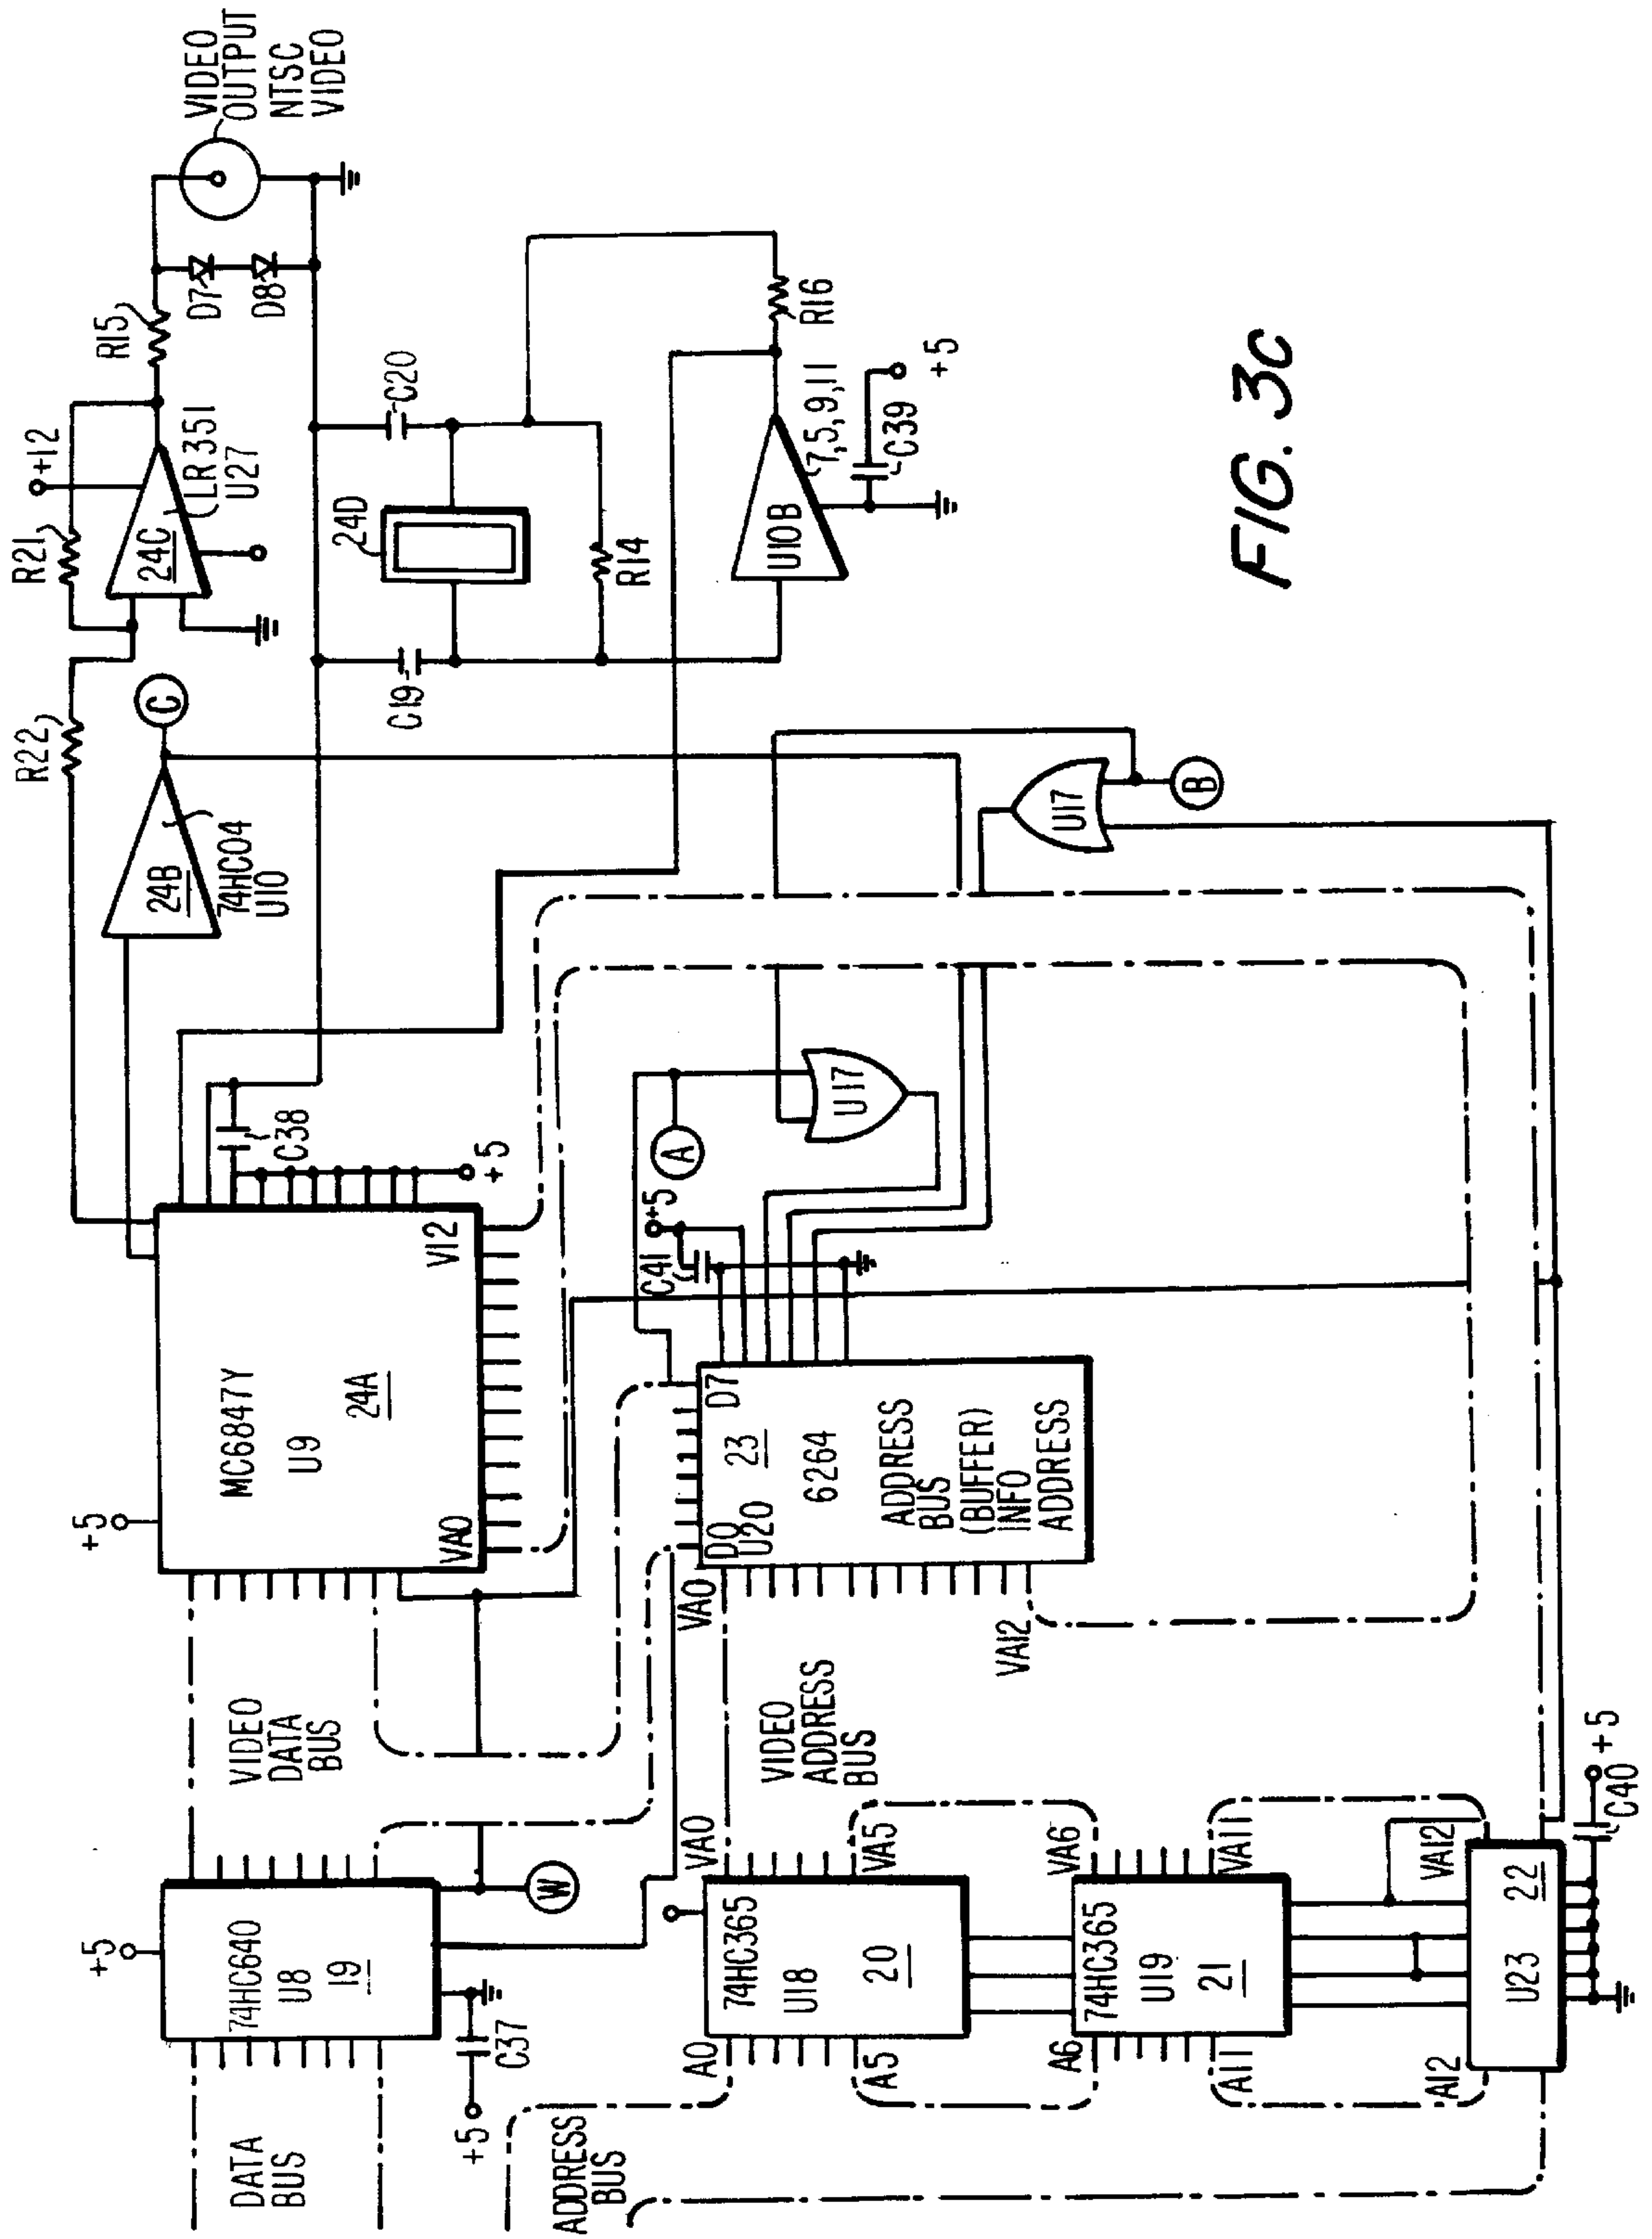 VIDEO
OUTPUT
NTSC
VIDEO
R15
D7
D8
+12
R21
24C
LR 351
U27
R22
C
24B
74HC04
U10
C20
24D
C19
R14
R16
U10B
7,5,9,11
C39
+5
FIG. 3c
U17
B
C38
+5
+5
MC6847Y
U9
24A
V12
VA0
A
U17
+5
C41
D7
23
D0
U20
6264
ADDRESS
BUS
(BUFFER)
INFO
ADDRESS
VA0
VA12
VIDEO
DATA
BUS
VIDEO
ADDRESS
BUS
+5
74HC640
U8
19
W
C37
+5
DATA
BUS
ADDRESS
BUS
VA0
74HC365
U18
20
A0
A5
VA5
VA6
74HC365
U19
21
A6
A11
VA11
VA12
22
U23
A12
+5
C40